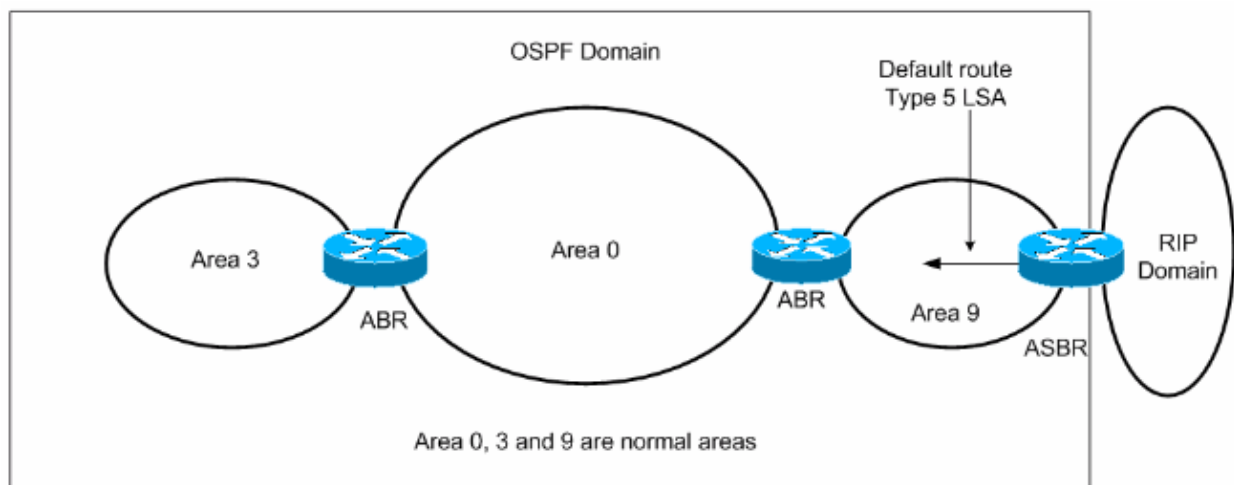 OSPF Domain
Default route
Type 5 LSA
Area 3
Area 0
RIP
Domain
ABR
ABR
Area 9
ASBR
Area 0, 3 and 9 are normal areas